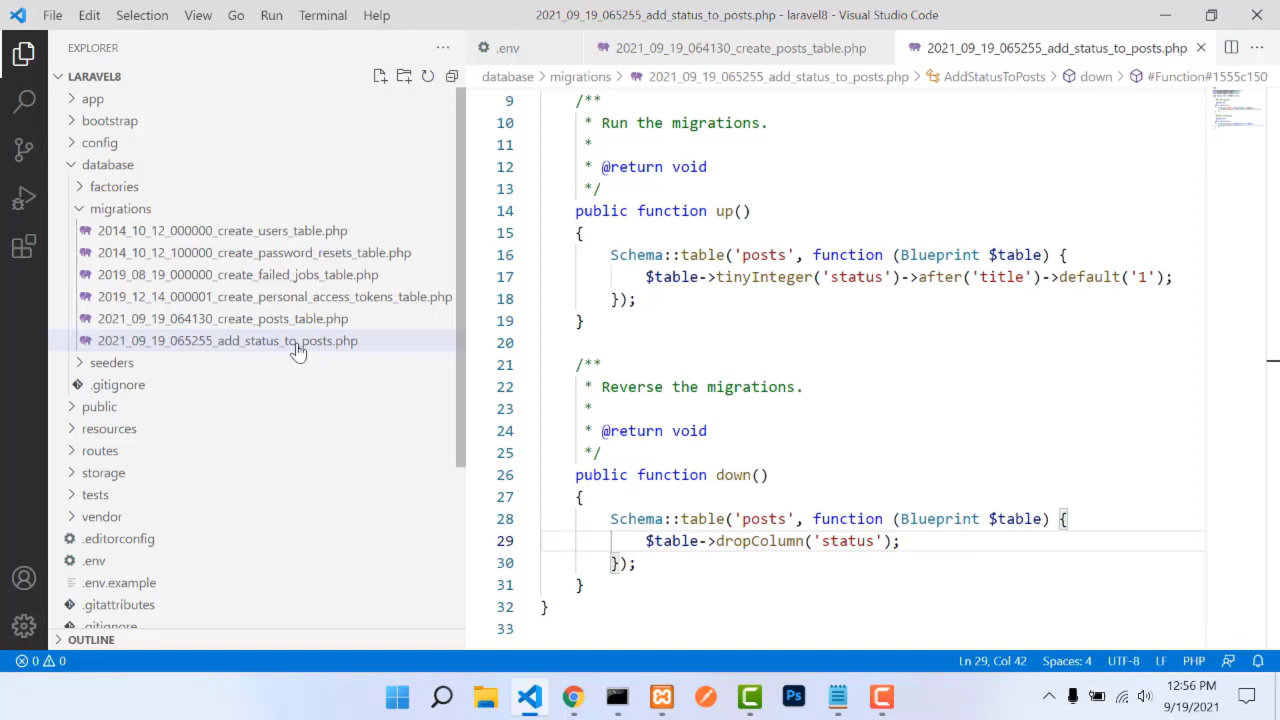 File Edit Selection View Go Run Terminal Help 2021_09_19_065255_add_status_to_posts.php - laravel8 - Visual Studio Code
EXPLORER
LARAVEL8
app
bootstrap
config
database
factories
migrations
2014_10_12_000000_create_users_table.php
2014_10_12_100000_create_password_resets_table.php
2019_08_19_000000_create_failed_jobs_table.php
2019_12_14_000001_create_personal_access_tokens_table.php
2021_09_19_064130_create_posts_table.php
2021_09_19_065255_add_status_to_posts.php
seeders
.gitignore
public
resources
routes
storage
tests
vendor
.editorconfig
.env
.env.example
.gitattributes
.gitignore
OUTLINE
.env 2021_09_19_064130_create_posts_table.php 2021_09_19_065255_add_status_to_posts.php
database > migrations > 2021_09_19_065255_add_status_to_posts.php > AddStatusToPosts > down > #Function#1555c150
9 /**
10 * Run the migrations.
11 *
12 * @return void
13 */
14 public function up()
15 {
16 Schema::table('posts', function (Blueprint $table) {
17 $table->tinyInteger('status')->after('title')->default('1');
18 });
19 }
20
21 /**
22 * Reverse the migrations.
23 *
24 * @return void
25 */
26 public function down()
27 {
28 Schema::table('posts', function (Blueprint $table) {
29 $table->dropColumn('status');
30 });
31 }
32 }
33
0 0 Ln 29, Col 42 Spaces: 4 UTF-8 LF PHP
Ps
12:56 PM
9/19/2021